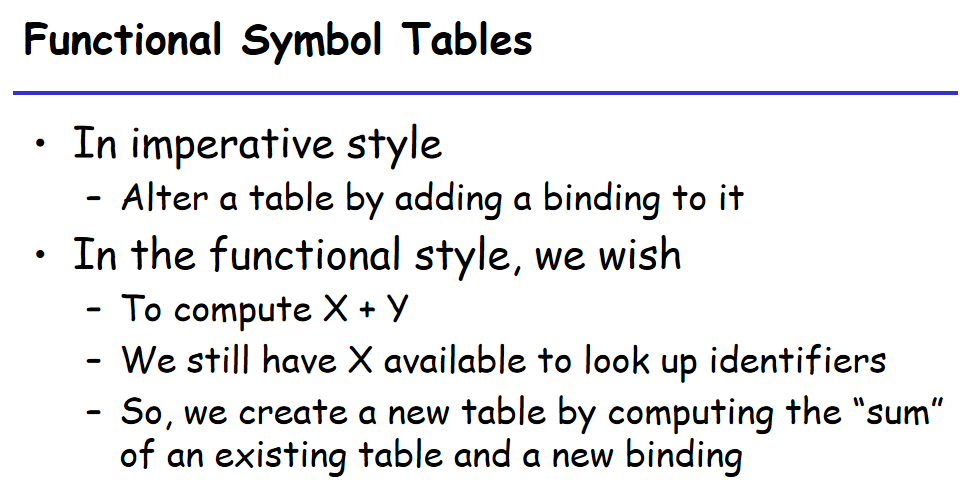 Functional Symbol Tables
• In imperative style
– Alter a table by adding a binding to it
• In the functional style, we wish
– To compute X + Y
– We still have X available to look up identifiers
– So, we create a new table by computing the “sum”
of an existing table and a new binding